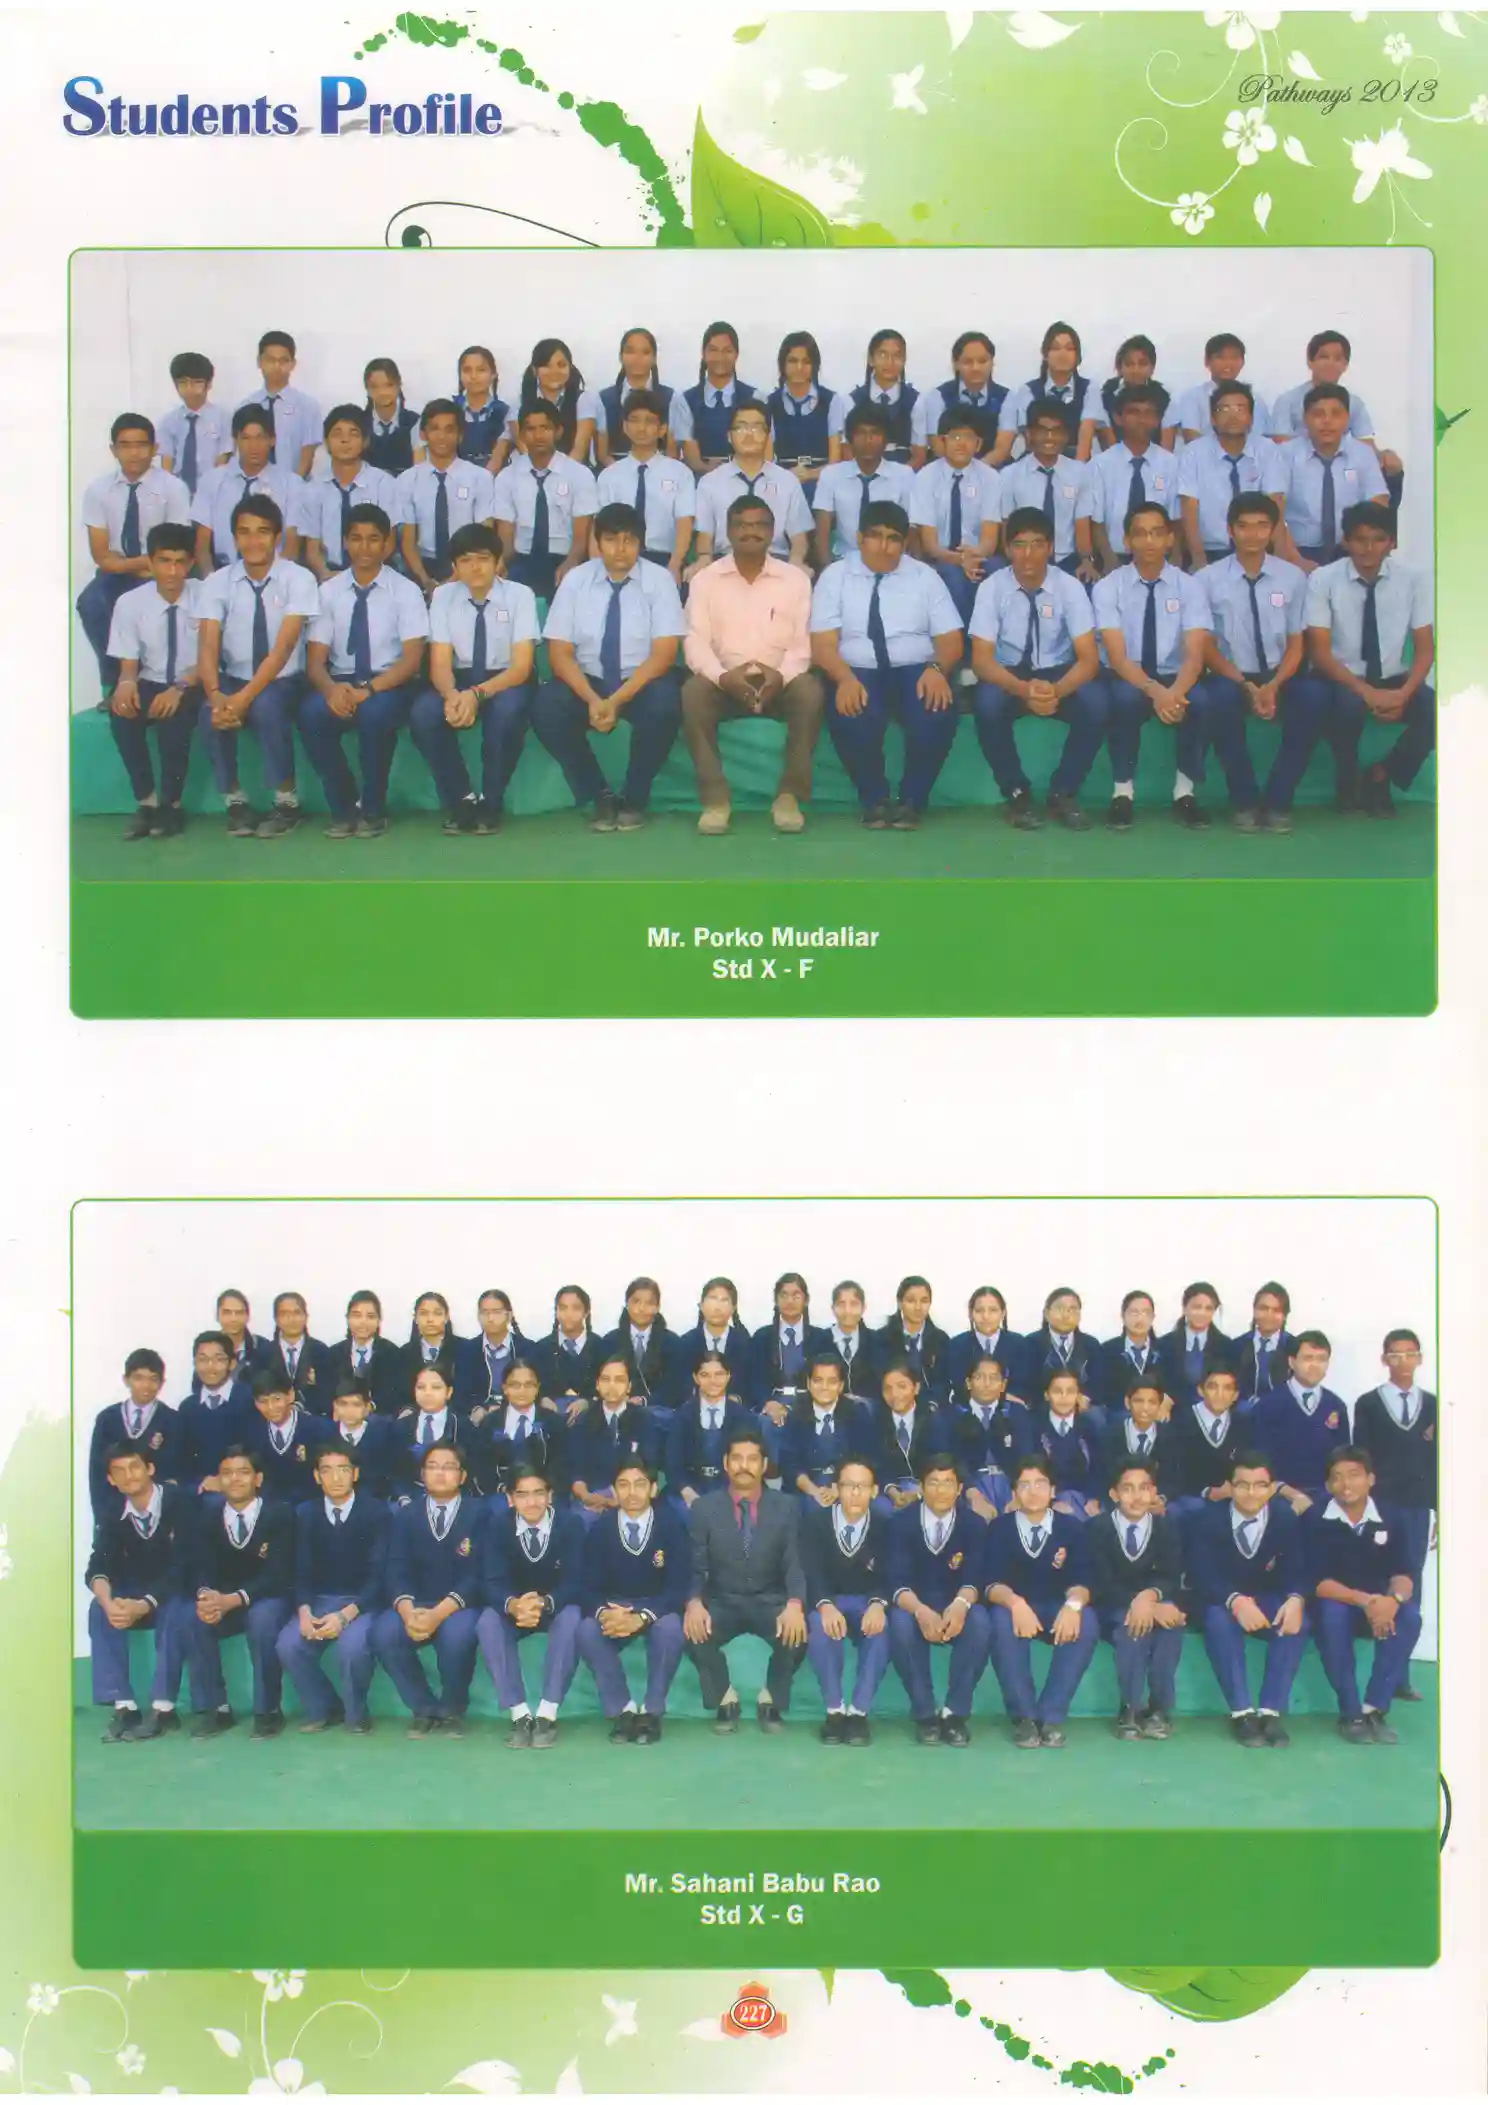 Students Profile
Pathways 2013
Mr. Porko Mudaliar
Std X - F
Mr. Sahani Babu Rao
Std X - G
227